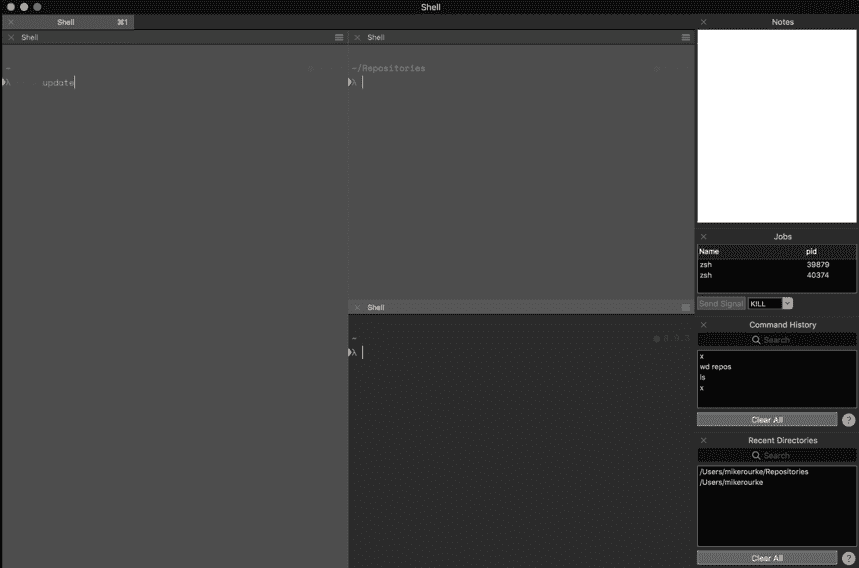 Shell
Shell ⌘1
Shell
~
λ update
Shell
~/Repositories
λ
Shell
~
λ
Notes
Jobs
Name pid
zsh 39879
zsh 40374
Send Signal KILL
Command History
Search
x
wd repos
ls
x
Clear All ?
Recent Directories
Search
/Users/mikerourke/Repositories
/Users/mikerourke
Clear All ?